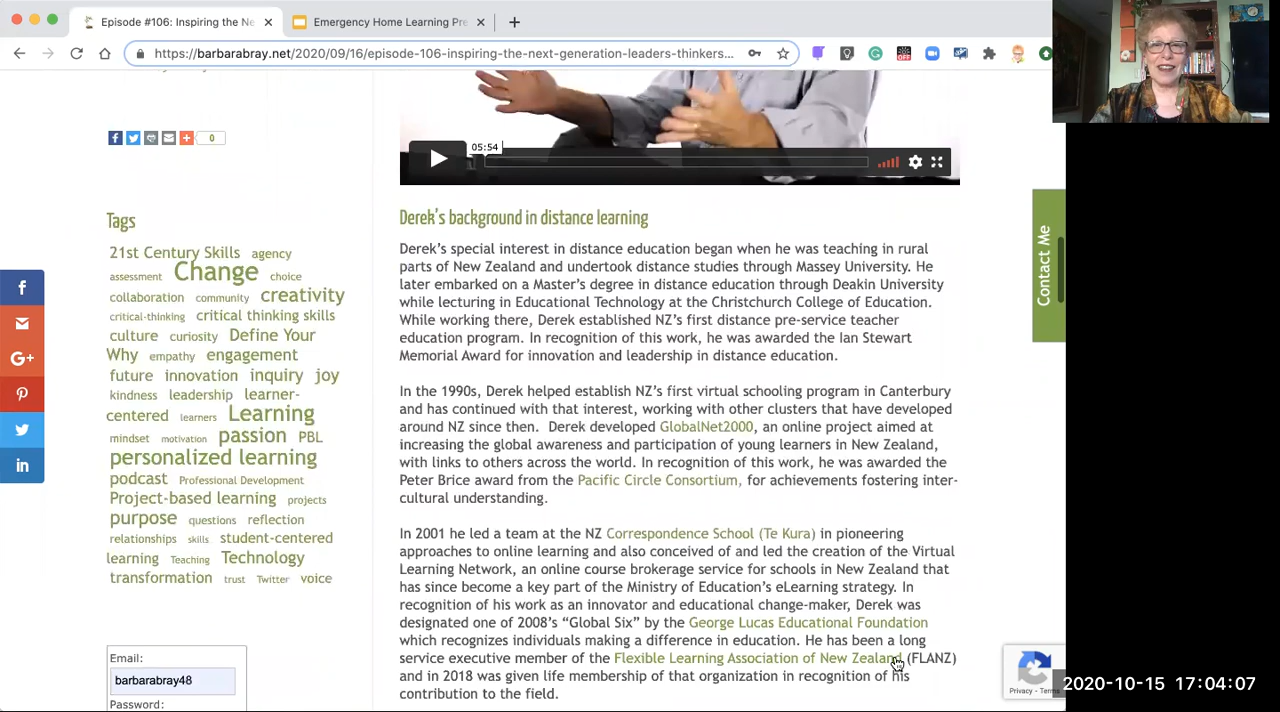 Episode #106: Inspiring the Ne
Emergency Home Learning Pre
https://barbarabray.net/2020/09/16/episode-106-inspiring-the-next-generation-leaders-thinkers...
OFF
0
05:54
Tags
21st Century Skills agency
assessment Change choice
collaboration community creativity
critical-thinking critical thinking skills
culture curiosity Define Your
Why empathy engagement
future innovation inquiry joy
kindness leadership learner-
centered learners Learning
mindset motivation passion PBL
personalized learning
podcast Professional Development
Project-based learning projects
purpose questions reflection
relationships skills student-centered
learning Teaching Technology
transformation trust Twitter voice
Email:
barbarabray48
Password:
Derek's background in distance learning
Derek's special interest in distance education began when he was teaching in rural
parts of New Zealand and undertook distance studies through Massey University. He
later embarked on a Master's degree in distance education through Deakin University
while lecturing in Educational Technology at the Christchurch College of Education.
While working there, Derek established NZ's first distance pre-service teacher
education program. In recognition of this work, he was awarded the Ian Stewart
Memorial Award for innovation and leadership in distance education.
In the 1990s, Derek helped establish NZ's first virtual schooling program in Canterbury
and has continued with that interest, working with other clusters that have developed
around NZ since then. Derek developed GlobalNet2000, an online project aimed at
increasing the global awareness and participation of young learners in New Zealand,
with links to others across the world. In recognition of this work, he was awarded the
Peter Brice award from the Pacific Circle Consortium, for achievements fostering inter-
cultural understanding.
In 2001 he led a team at the NZ Correspondence School (Te Kura) in pioneering
approaches to online learning and also conceived of and led the creation of the Virtual
Learning Network, an online course brokerage service for schools in New Zealand that
has since become a key part of the Ministry of Education's eLearning strategy. In
recognition of his work as an innovator and educational change-maker, Derek was
designated one of 2008's “Global Six” by the George Lucas Educational Foundation
which recognizes individuals making a difference in education. He has been a long
service executive member of the Flexible Learning Association of New Zealand (FLANZ)
and in 2018 was given life membership of that organization in recognition of his
contribution to the field.
Contact Me
Privacy - Terms
2020-10-15 17:04:07